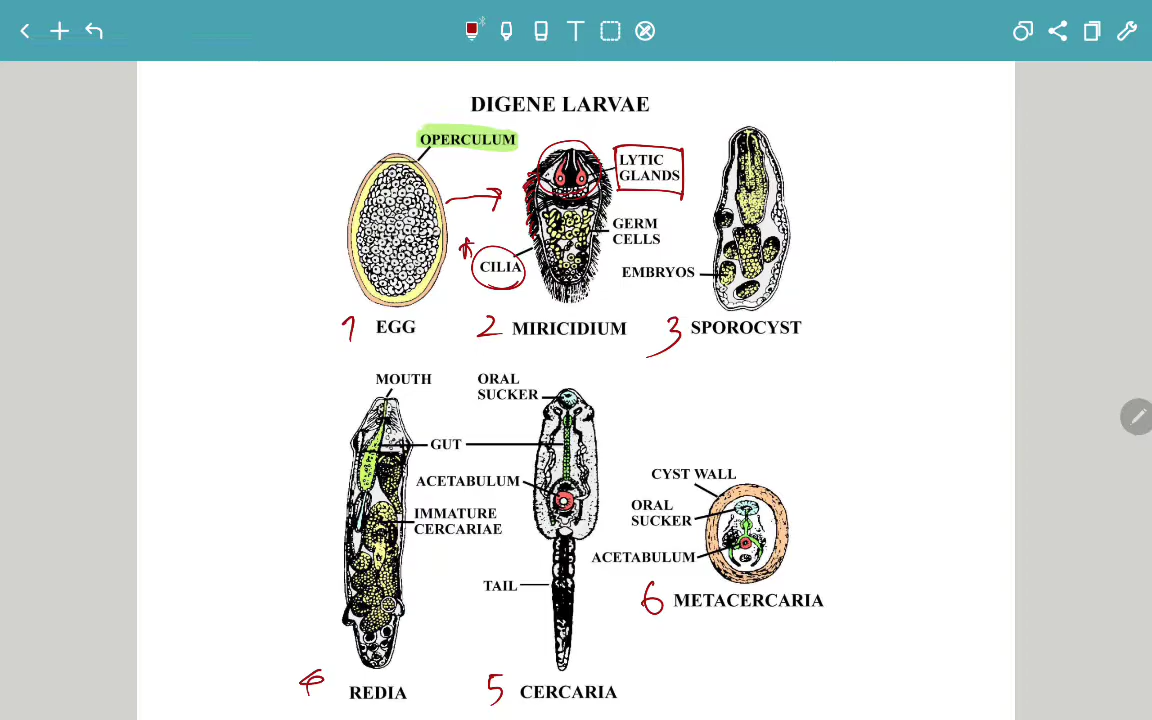 DIGENE LARVAE
OPERCULUM
LYTIC
GLANDS
GERM
CELLS
CILIA
EMBRYOS
1 EGG
2 MIRICIDIUM
3 SPOROCYST
MOUTH
ORAL
SUCKER
GUT
ACETABULUM
IMMATURE
CERCARIAE
TAIL
CYST WALL
ORAL
SUCKER
ACETABULUM
6 METACERCARIA
4 REDIA
5 CERCARIA